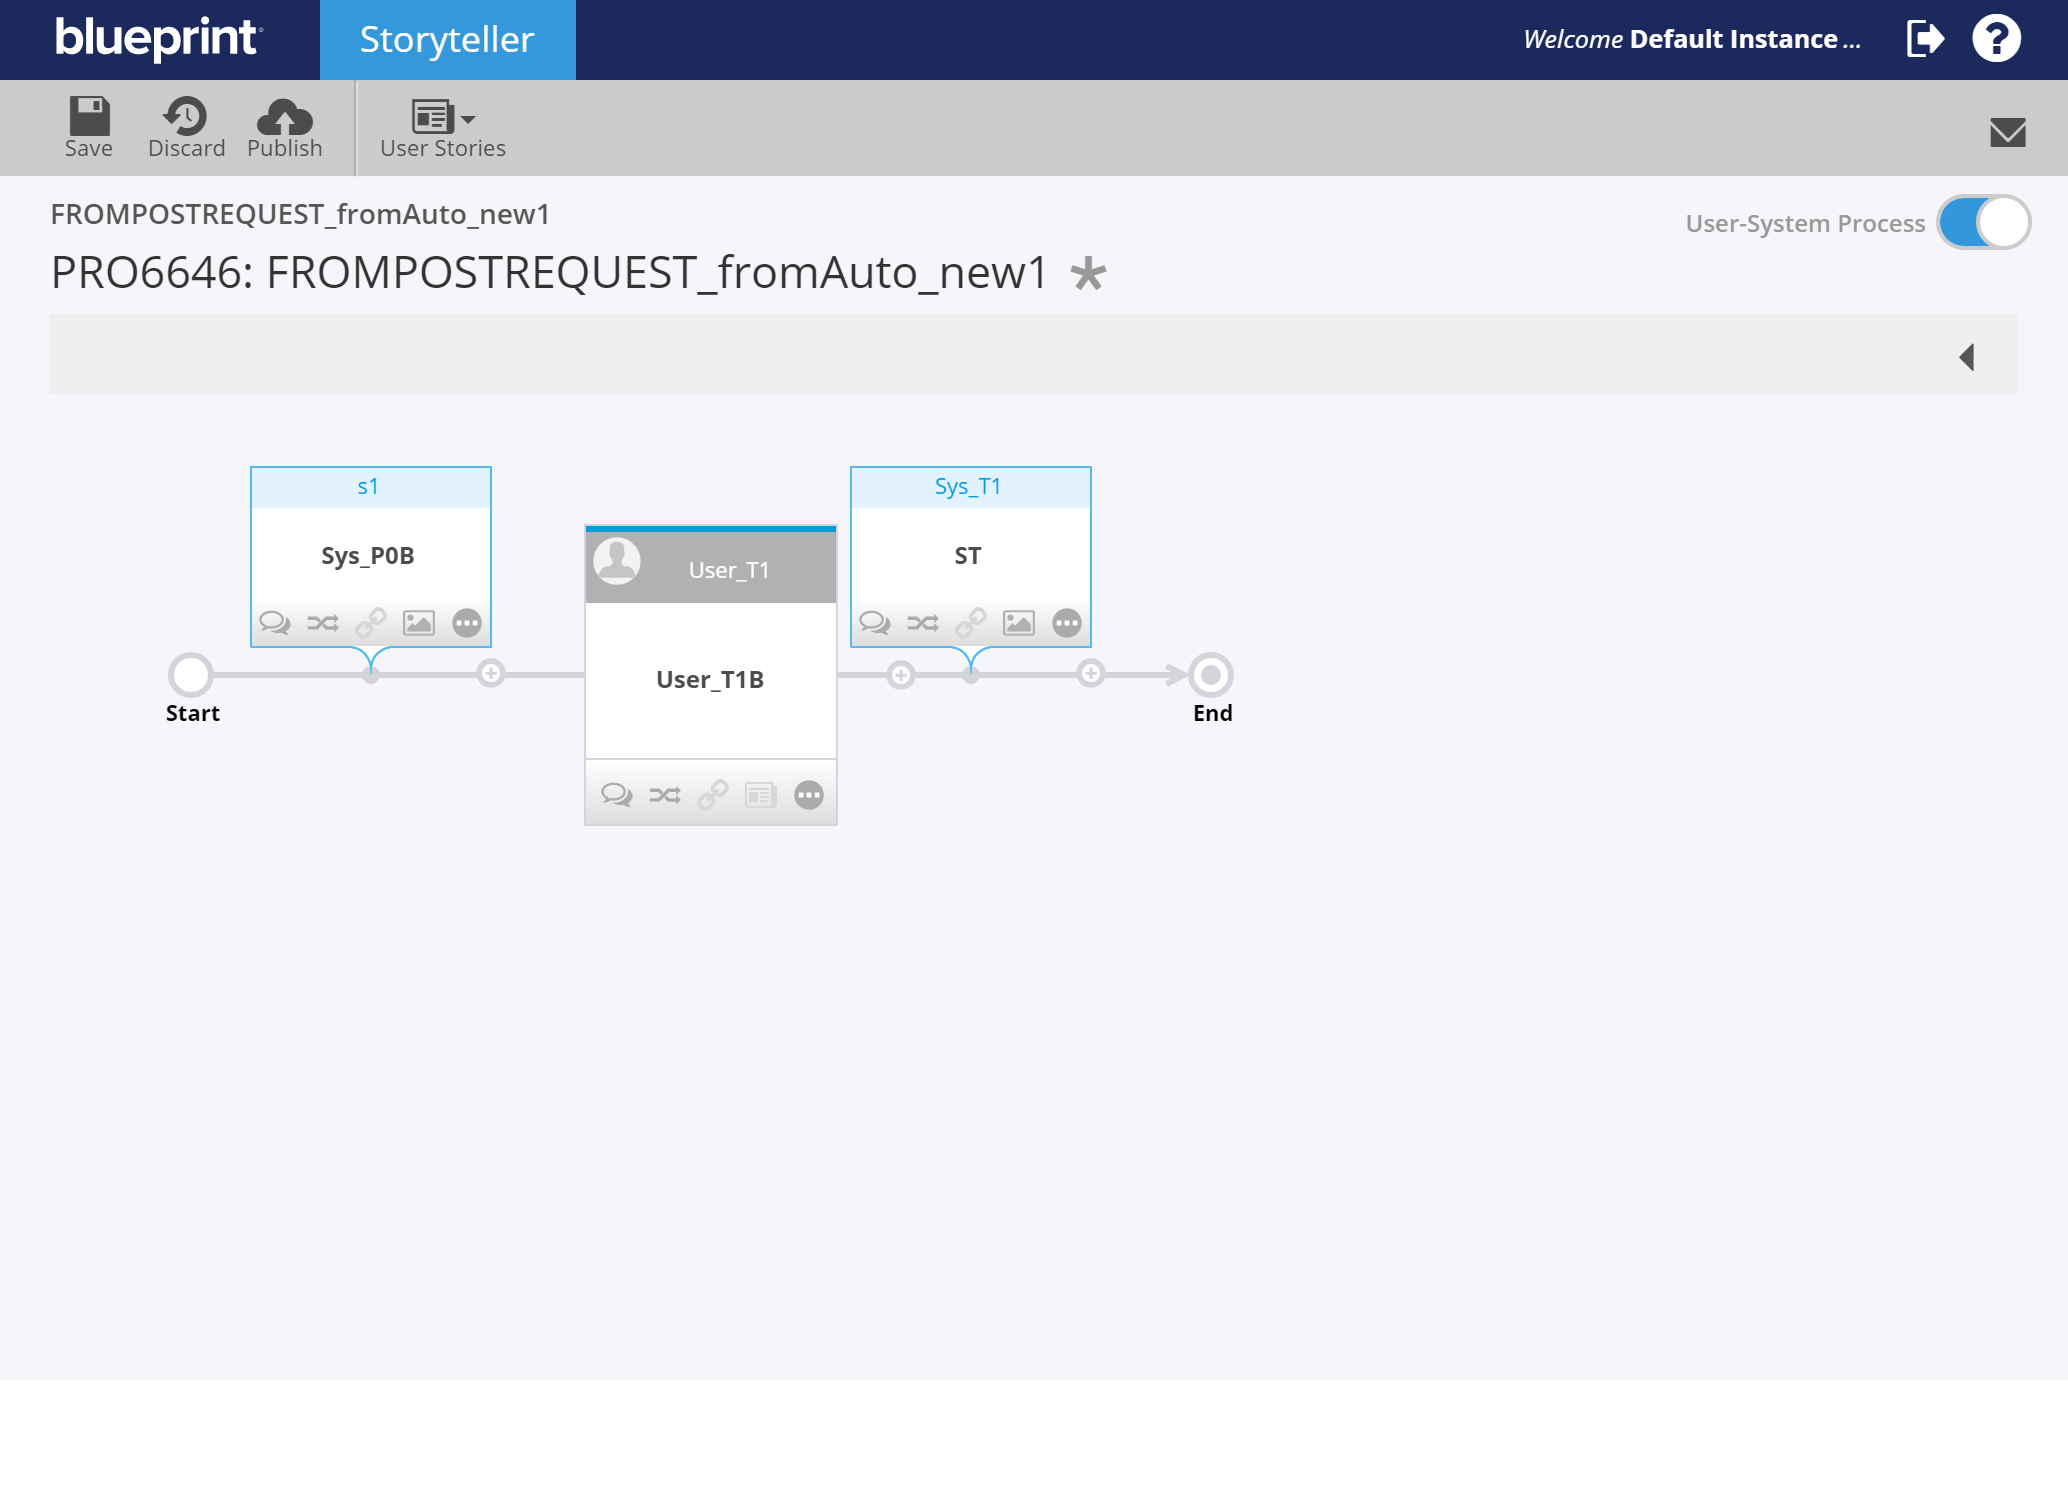 blueprint
Storyteller
Welcome Default Instance ...
Save
Discard
Publish
User Stories
FROMPOSTREQUEST_fromAuto_new1
User-System Process
PRO6646: FROMPOSTREQUEST_fromAuto_new1 *
s1
Sys_P0B
User_T1
User_T1B
Sys_T1
ST
Start
End